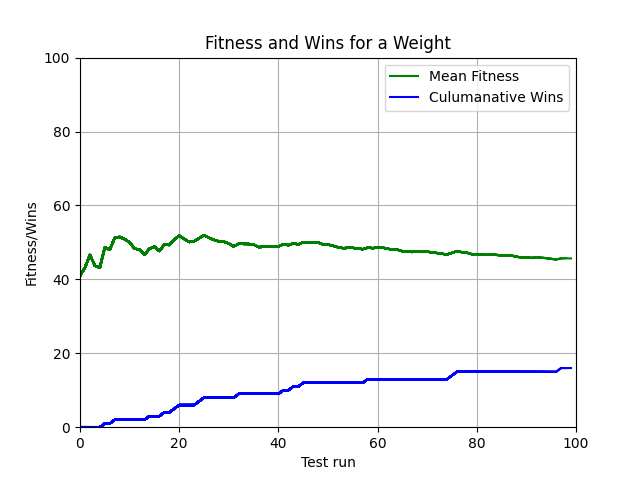 Fitness and Wins for a Weight
Mean Fitness
Culumanative Wins
Fitness/Wins
100
80
60
40
20
0
0 20 40 60 80 100
Test run